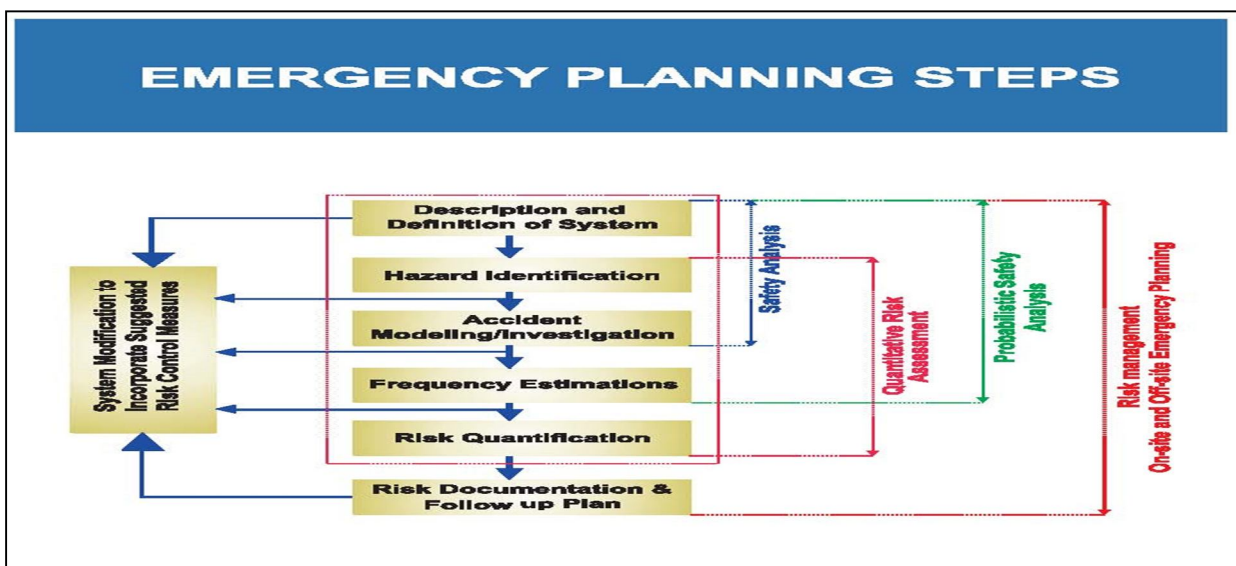 EMERGENCY PLANNING STEPS
Description and
Definition of System
Hazard Identification
Accident
Modeling/Investigation
Frequency Estimations
Risk Quantification
Risk Documentation &
Follow up Plan
System Modification to
Incorporate Suggested
Risk Control Measures
Safety Analysis
Quantitative Risk
Assessment
Probabilistic Safety
Analysis
Risk management
On-site and Off-site Emergency Planning